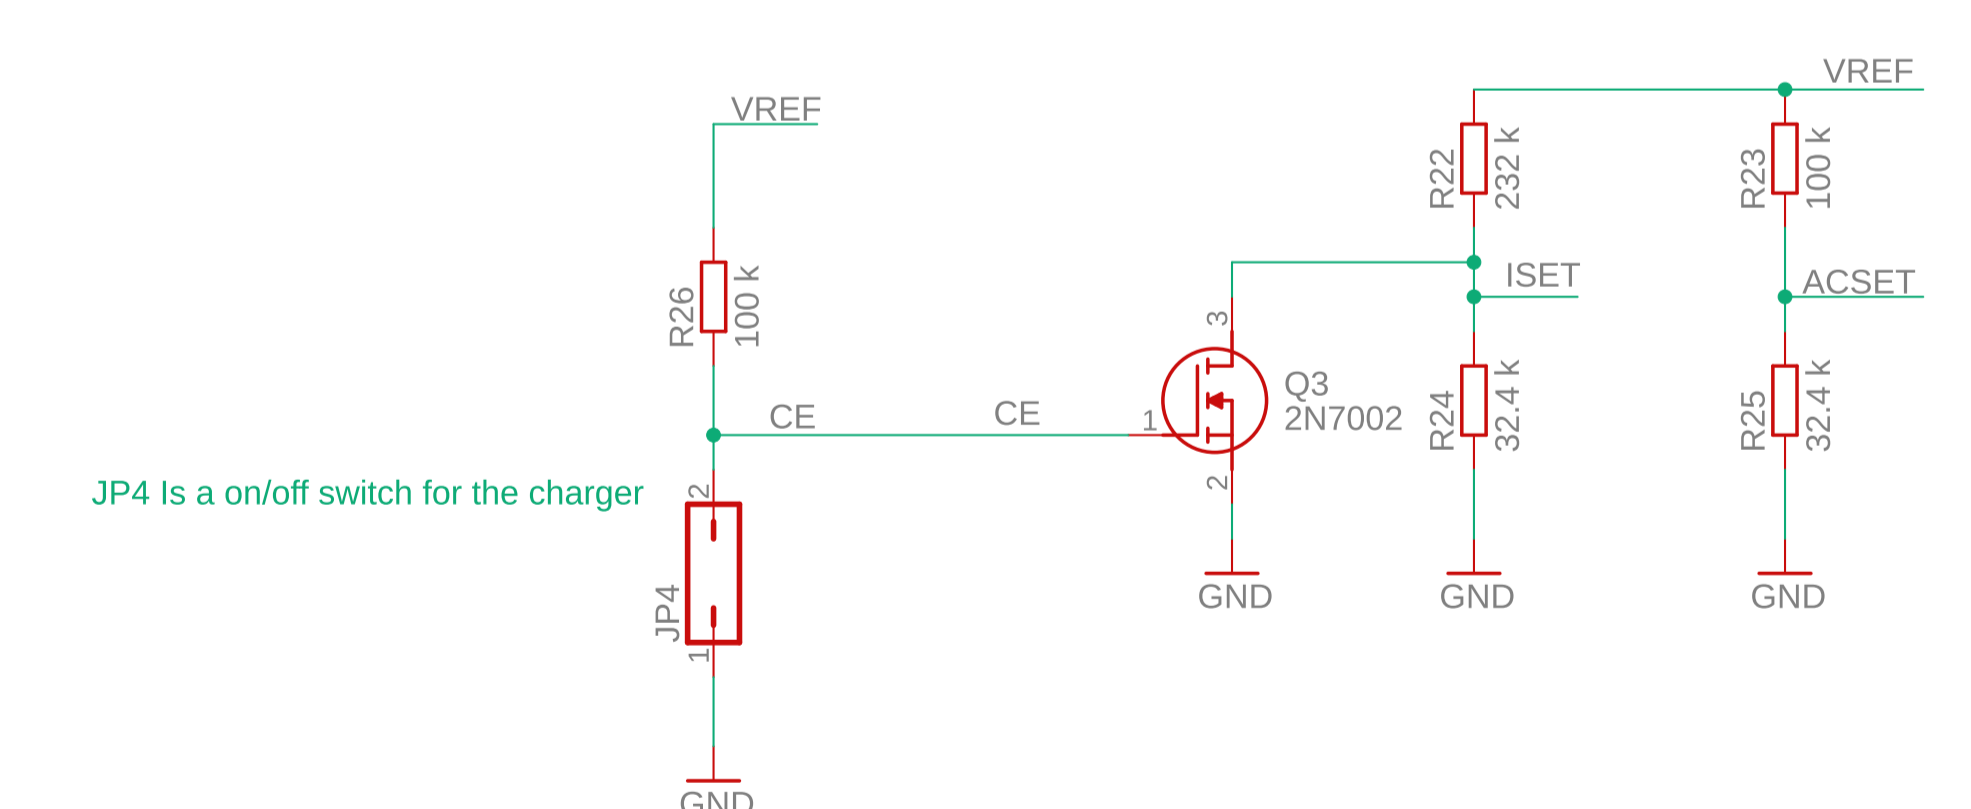 VREF
VREF
R22
232 k
R23
100 k
R26
100 k
ISET
ACSET
3
Q3
2N7002
1
2
CE
CE
R24
32.4 k
R25
32.4 k
JP4 Is a on/off switch for the charger
2
JP4
1
GND
GND
GND
GND